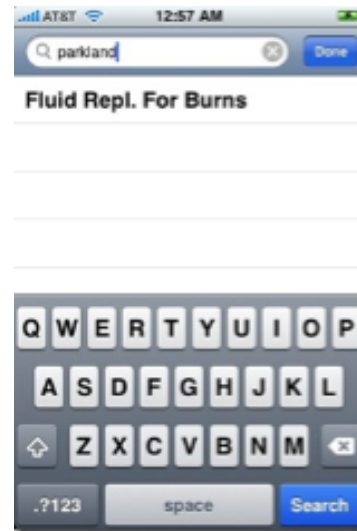 AT&T 12:57 AM
parkland Done
Fluid Repl. For Burns
Q W E R T Y U I O P
A S D F G H J K L
Z X C V B N M
.?123 space Search